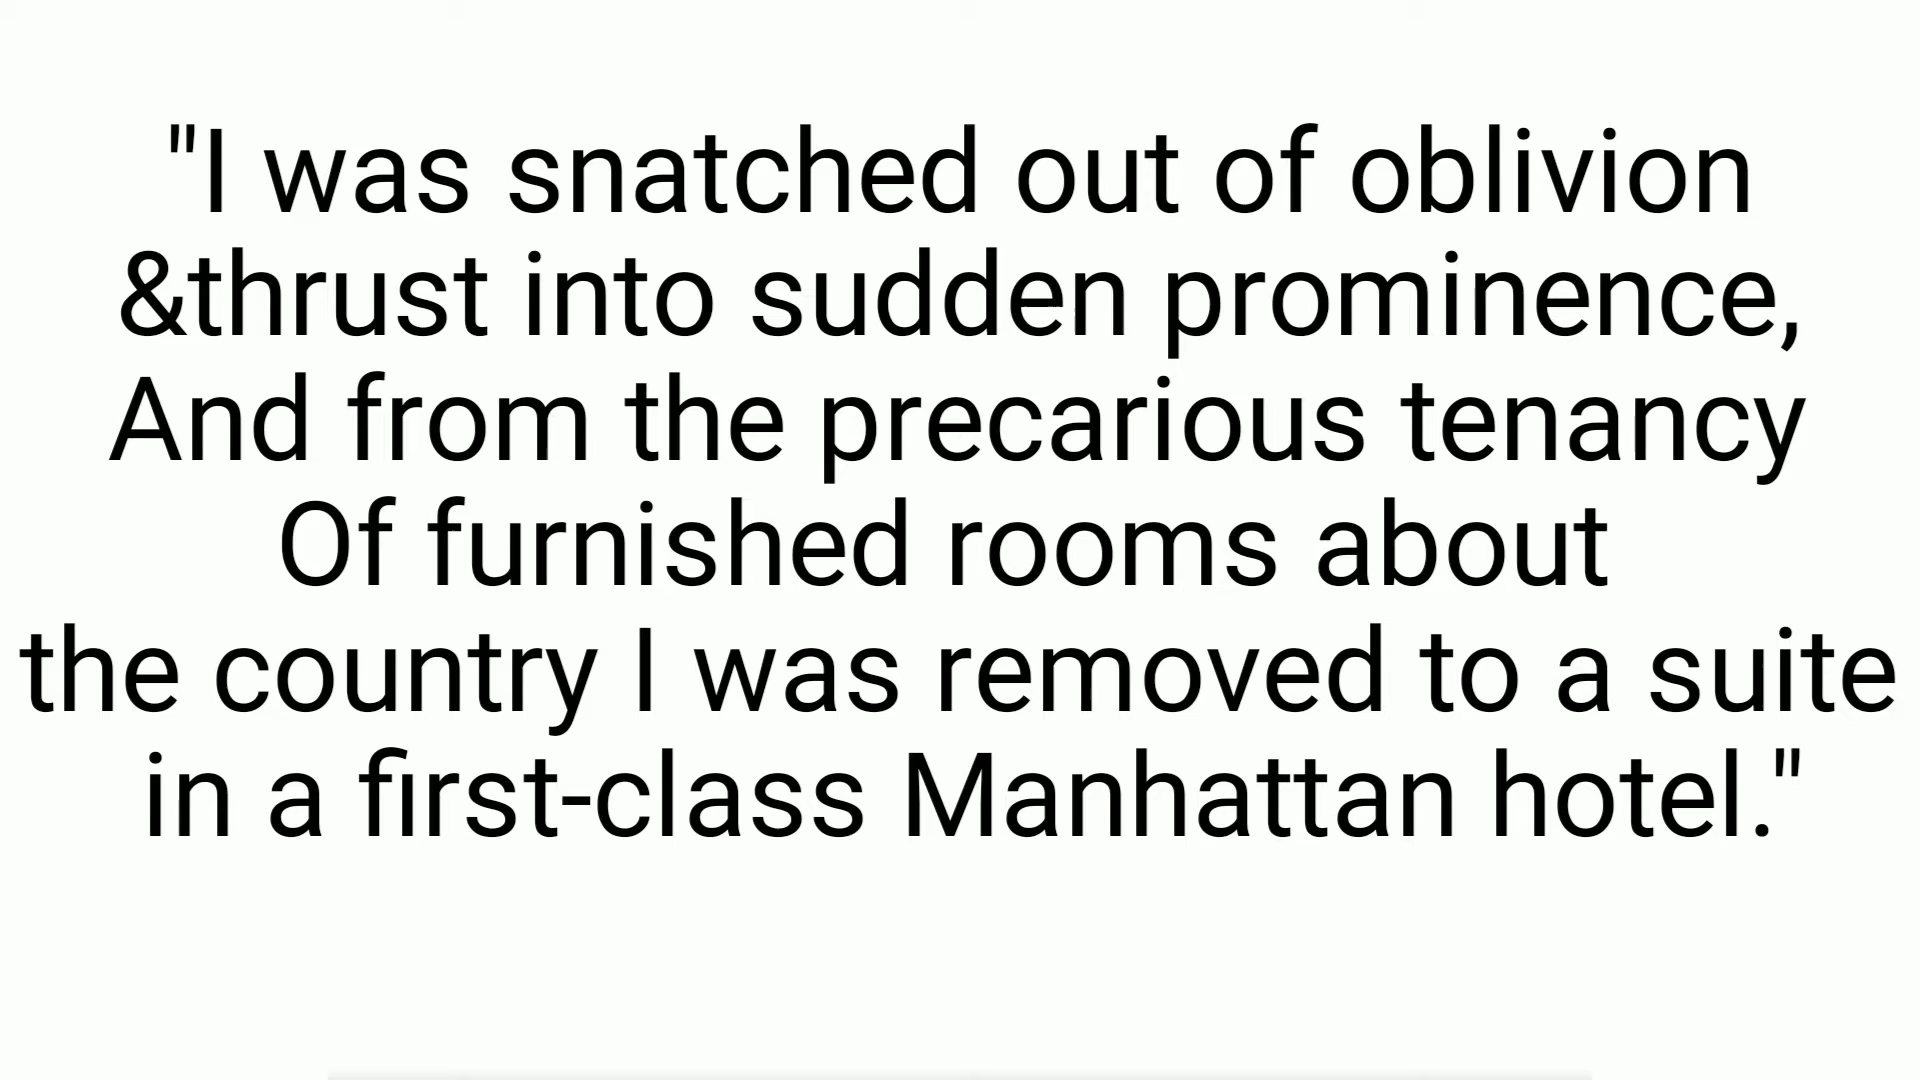 "I was snatched out of oblivion
&thrust into sudden prominence,
And from the precarious tenancy
Of furnished rooms about
the country I was removed to a suite
in a first-class Manhattan hotel."